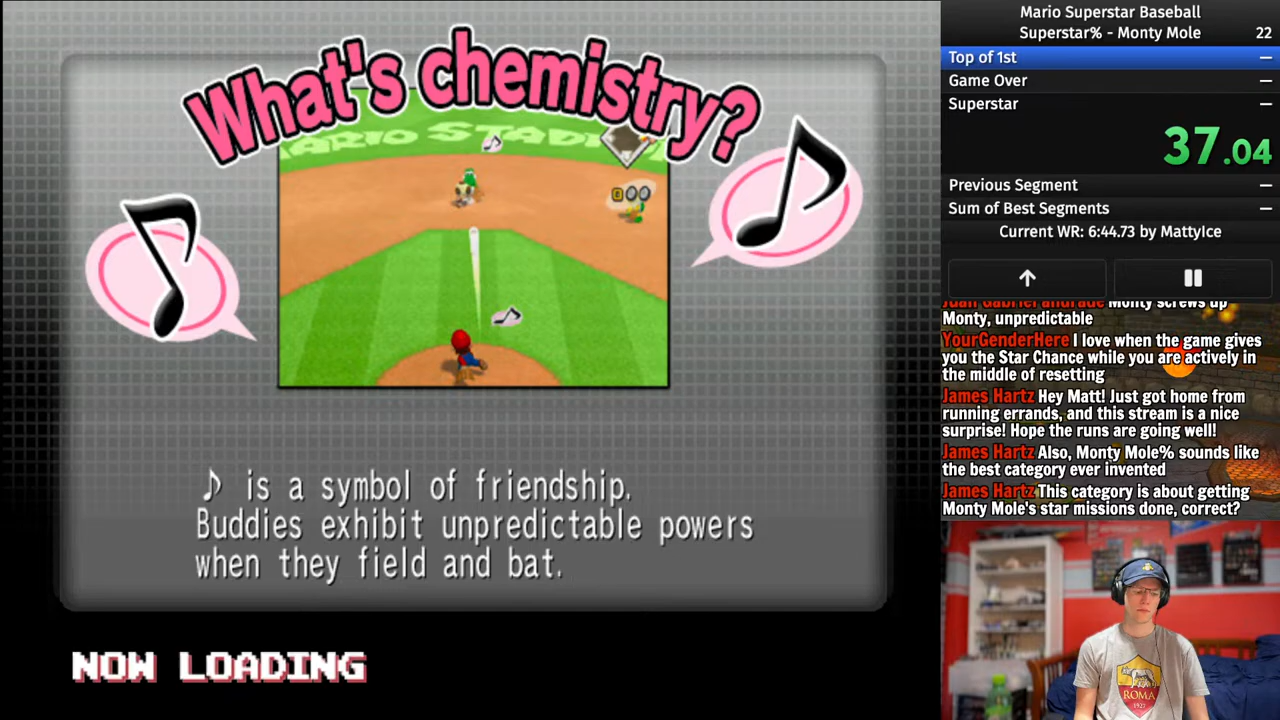 What's chemistry?
MARIO STADIUM
♪ is a symbol of friendship.
Buddies exhibit unpredictable powers
when they field and bat.
NOW LOADING
Mario Superstar Baseball
Superstar% - Monty Mole 22
Top of 1st —
Game Over —
Superstar —
37.04
Previous Segment —
Sum of Best Segments —
Current WR: 6:44.73 by MattyIce
Juan Gabriel andrade Monty screws up
Monty, unpredictable
YourGenderHere I love when the game gives
you the Star Chance while you are actively in
the middle of resetting
James Hartz Hey Matt! Just got home from
running errands, and this stream is a nice
surprise! Hope the runs are going well!
James Hartz Also, Monty Mole% sounds like
the best category ever invented
James Hartz This category is about getting
Monty Mole's star missions done, correct?
ROMA
1927